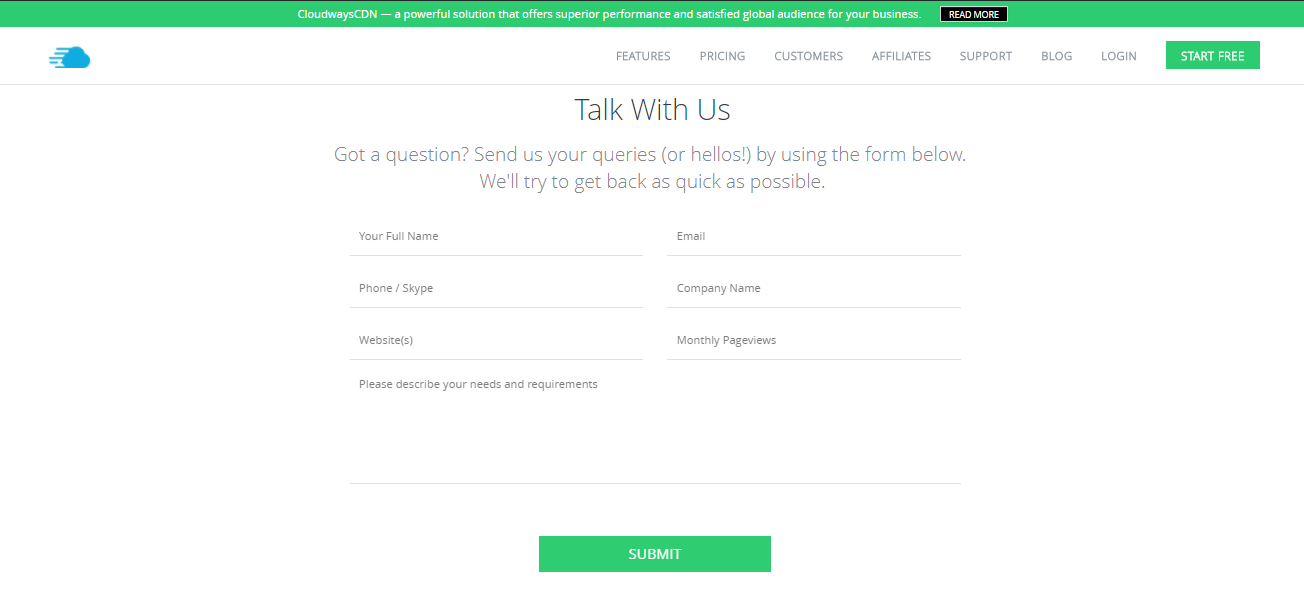 CloudwaysCDN — a powerful solution that offers superior performance and satisfied global audience for your business. READ MORE
FEATURES PRICING CUSTOMERS AFFILIATES SUPPORT BLOG LOGIN START FREE
Talk With Us
Got a question? Send us your queries (or hellos!) by using the form below.
We'll try to get back as quick as possible.
Your Full Name Email
Phone / Skype Company Name
Website(s) Monthly Pageviews
Please describe your needs and requirements
SUBMIT